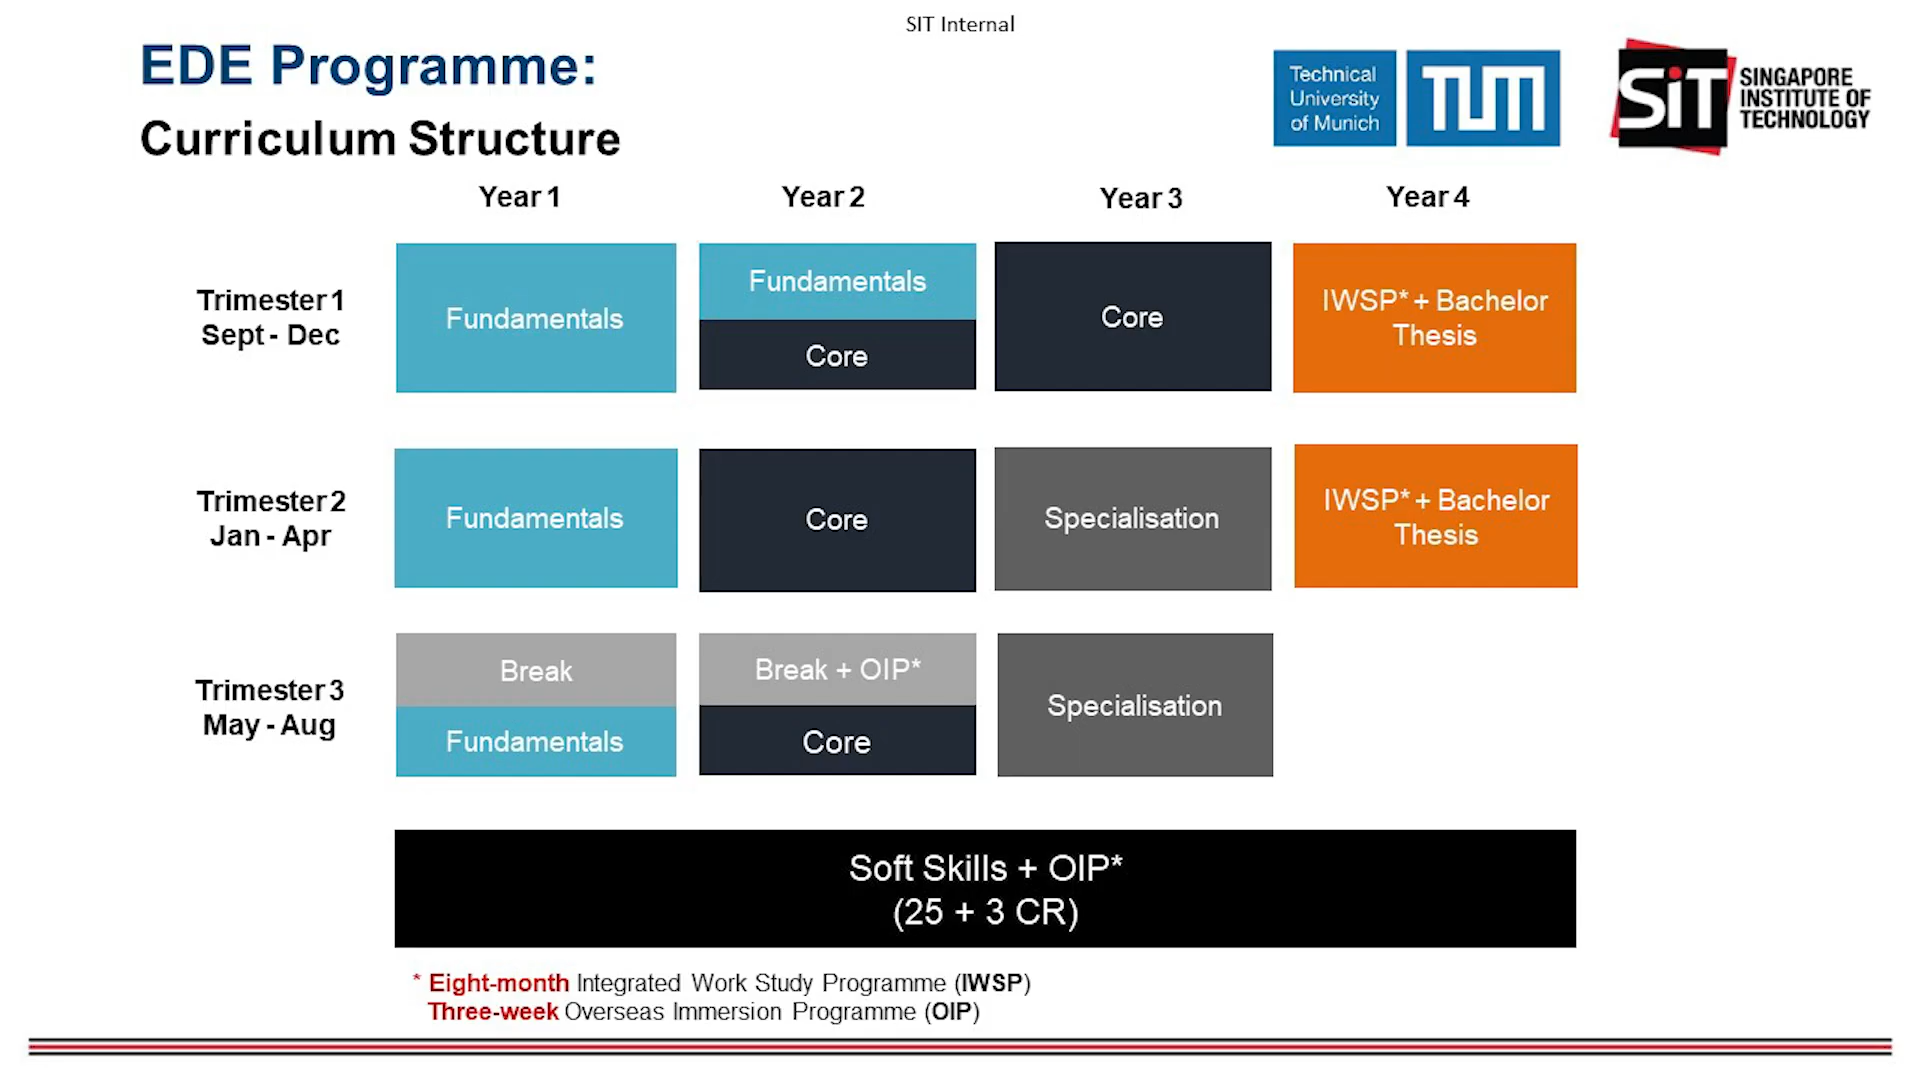 SIT Internal
EDE Programme:
Curriculum Structure
Technical
University
of Munich
TUM
SiT
SINGAPORE
INSTITUTE OF
TECHNOLOGY
Year 1
Year 2
Year 3
Year 4
Trimester 1
Sept - Dec
Fundamentals
Fundamentals
Core
Core
IWSP* + Bachelor
Thesis
Trimester 2
Jan - Apr
Fundamentals
Core
Specialisation
IWSP* + Bachelor
Thesis
Trimester 3
May - Aug
Break
Fundamentals
Break + OIP*
Core
Specialisation
Soft Skills + OIP*
(25 + 3 CR)
* Eight-month Integrated Work Study Programme (IWSP)
Three-week Overseas Immersion Programme (OIP)